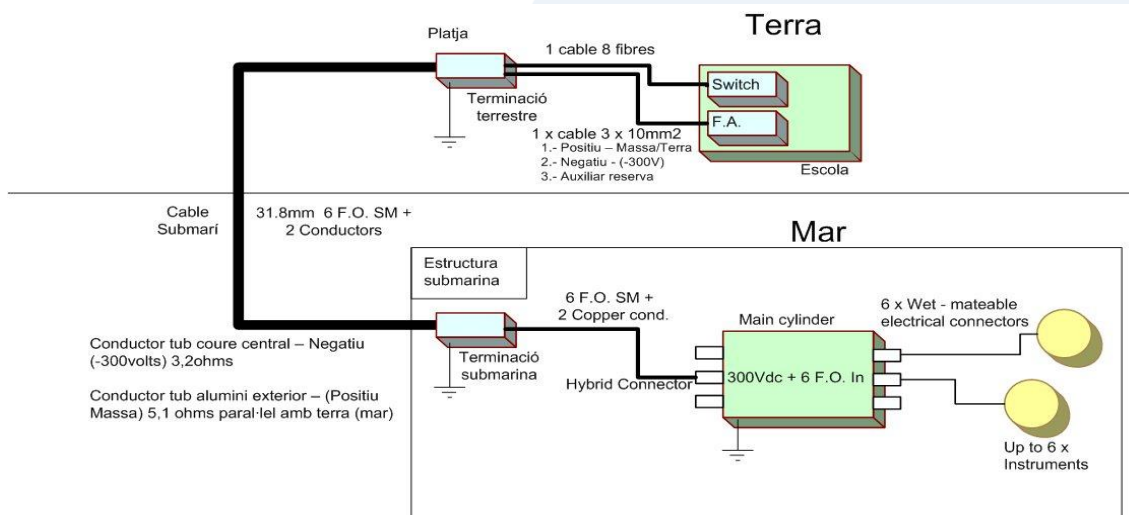 Terra
Platja
1 cable 8 fibres
Switch
F.A.
Escola
Terminació
terrestre
1 x cable 3 x 10mm2
1.- Positiu – Massa/Terra
2.- Negatiu - (-300V)
3.- Auxiliar reserva
Cable
Submarí
31.8mm 6 F.O. SM +
2 Conductors
Mar
Estructura
submarina
6 F.O. SM +
2 Copper cond.
Terminació
submarina
Conductor tub coure central – Negatiu
(-300volts) 3,2ohms
Conductor tub alumini exterior – (Positiu
Massa) 5,1 ohms paral·lel amb terra (mar)
Main cylinder
300Vdc + 6 F.O. In
Hybrid Connector
6 x Wet - mateable
electrical connectors
Up to 6 x
Instruments